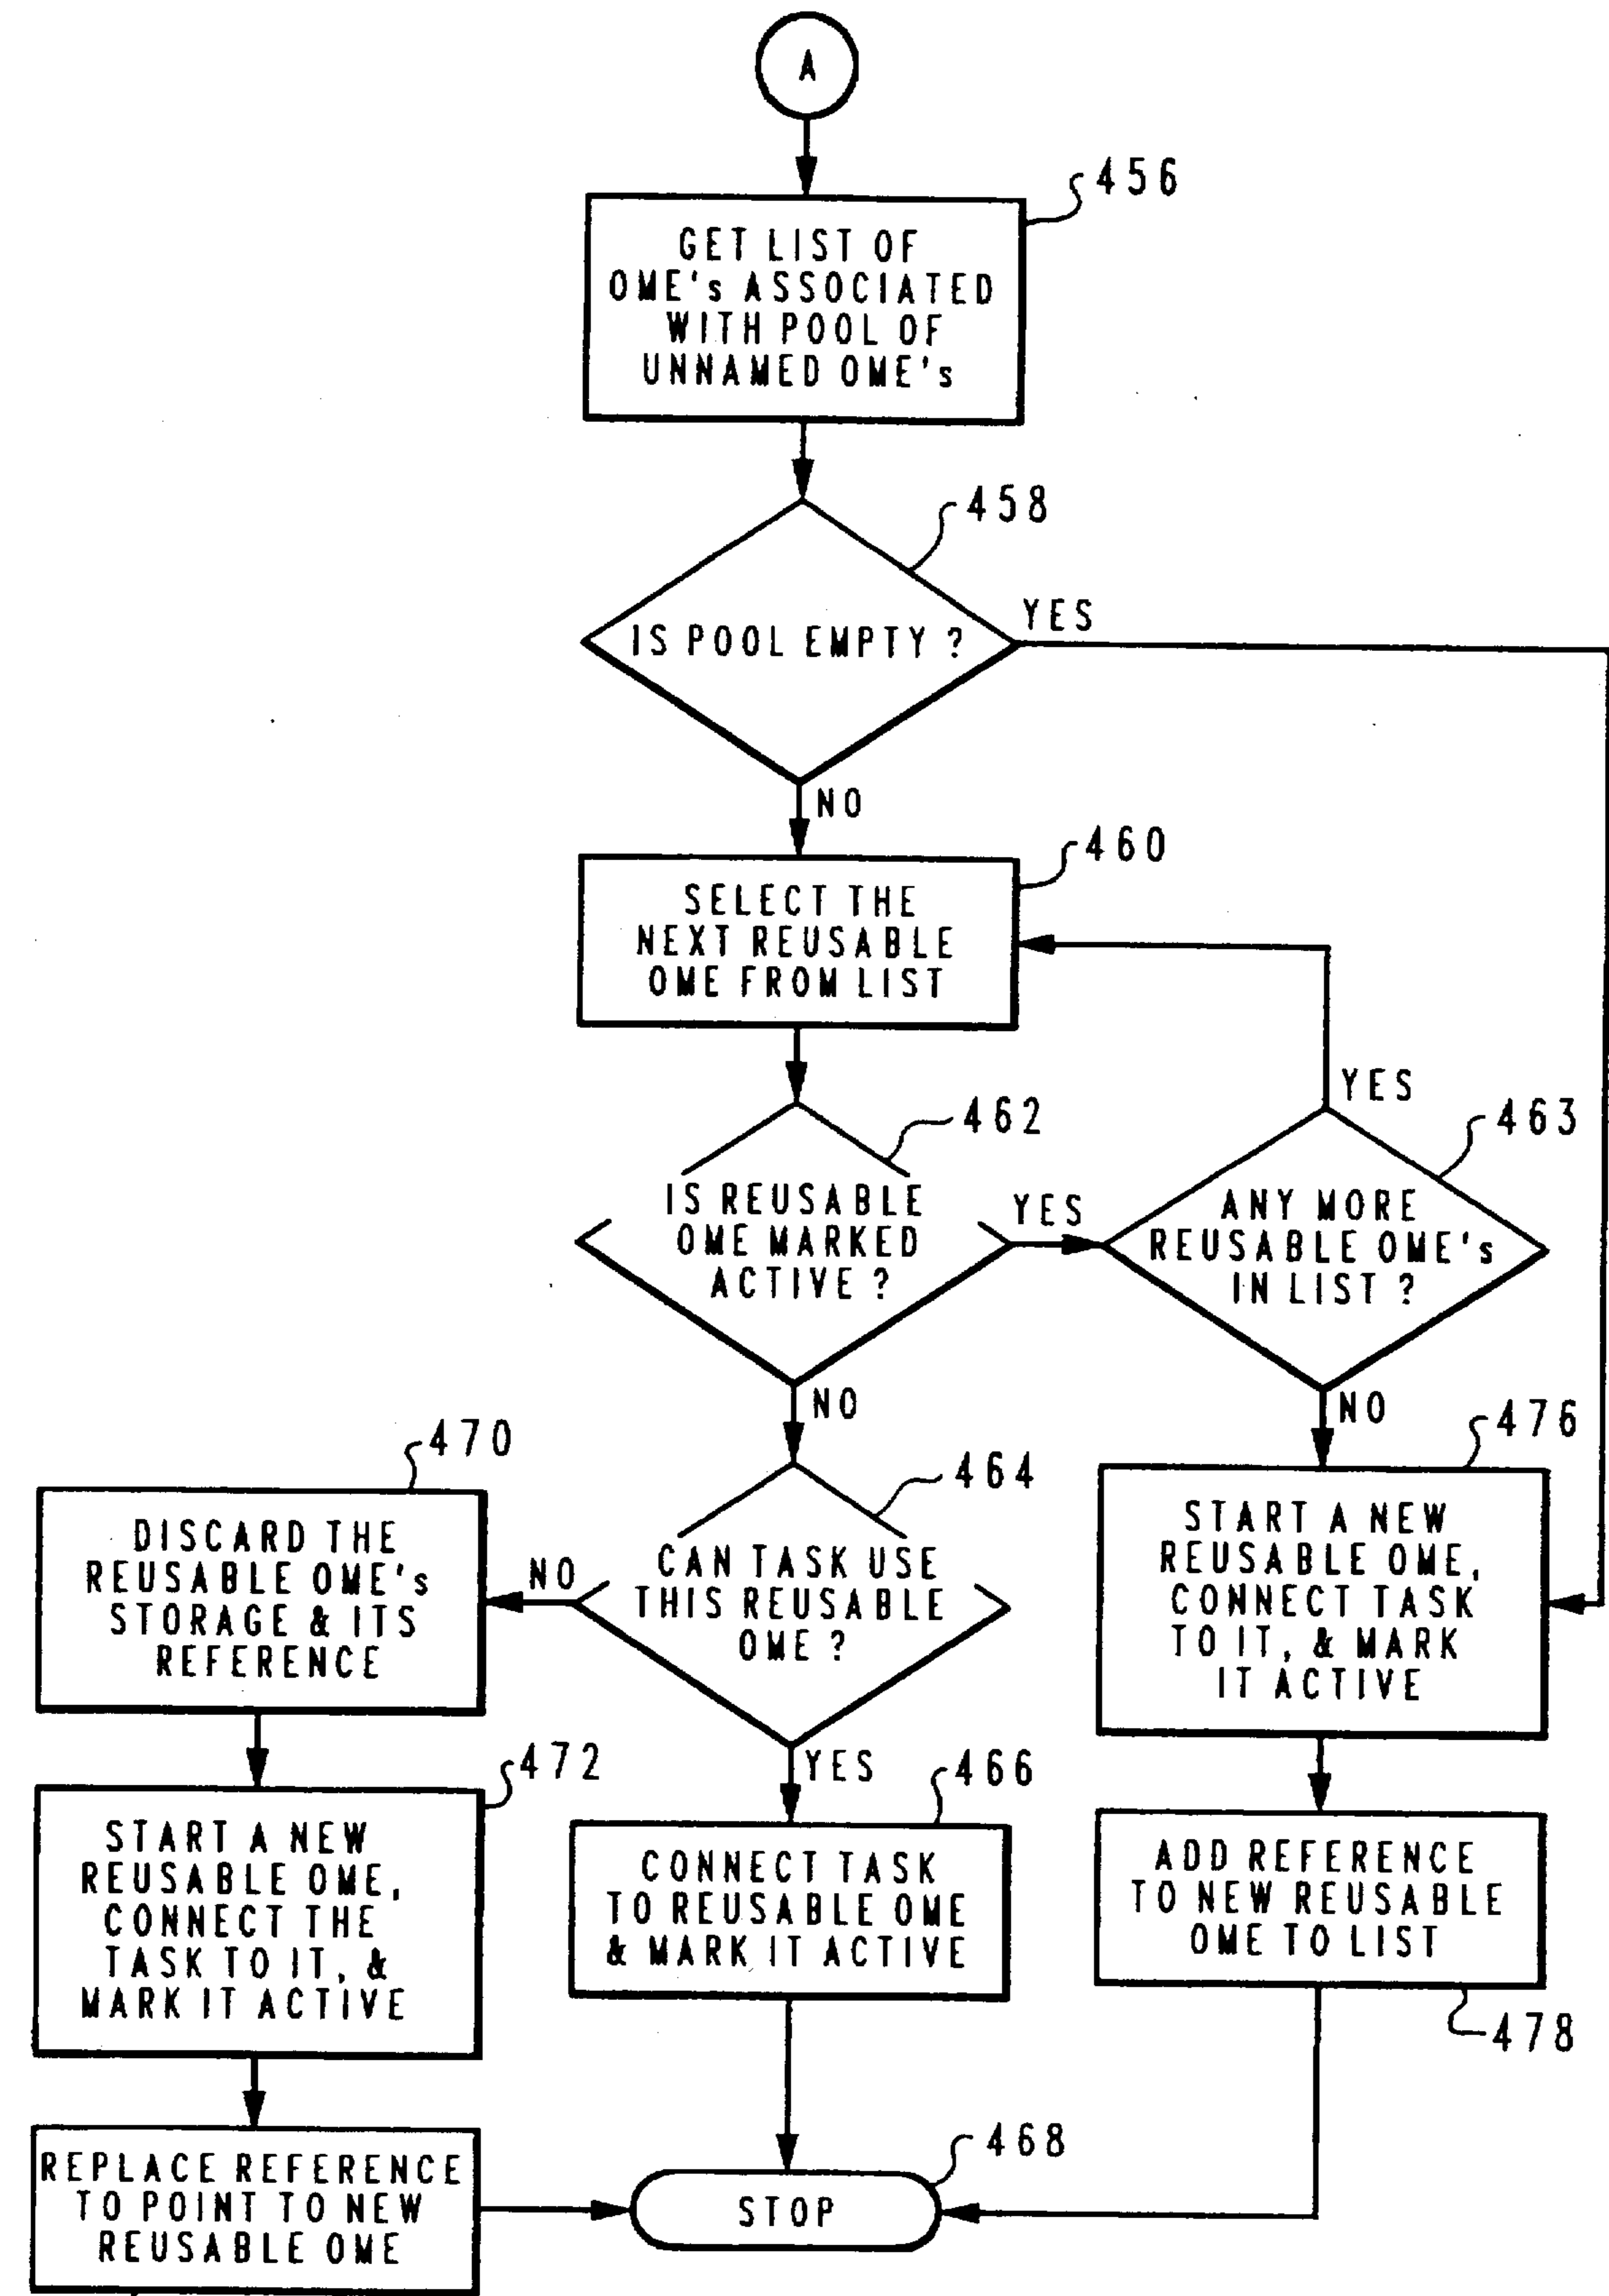 A
456
GET LIST OF
OME's ASSOCIATED
WITH POOL OF
UNNAMED OME's
458
IS POOL EMPTY ?
YES
NO
460
SELECT THE
NEXT REUSABLE
OME FROM LIST
462
IS REUSABLE
OME MARKED
ACTIVE ?
YES
YES
463
ANY MORE
REUSABLE OME's
IN LIST ?
NO
NO
464
CAN TASK USE
THIS REUSABLE
OME ?
NO
YES
470
DISCARD THE
REUSABLE OME's
STORAGE & ITS
REFERENCE
472
START A NEW
REUSABLE OME,
CONNECT THE
TASK TO IT, &
MARK IT ACTIVE
REPLACE REFERENCE
TO POINT TO NEW
REUSABLE OME
466
CONNECT TASK
TO REUSABLE OME
& MARK IT ACTIVE
476
START A NEW
REUSABLE OME,
CONNECT TASK
TO IT, & MARK
IT ACTIVE
ADD REFERENCE
TO NEW REUSABLE
OME TO LIST
478
468
STOP